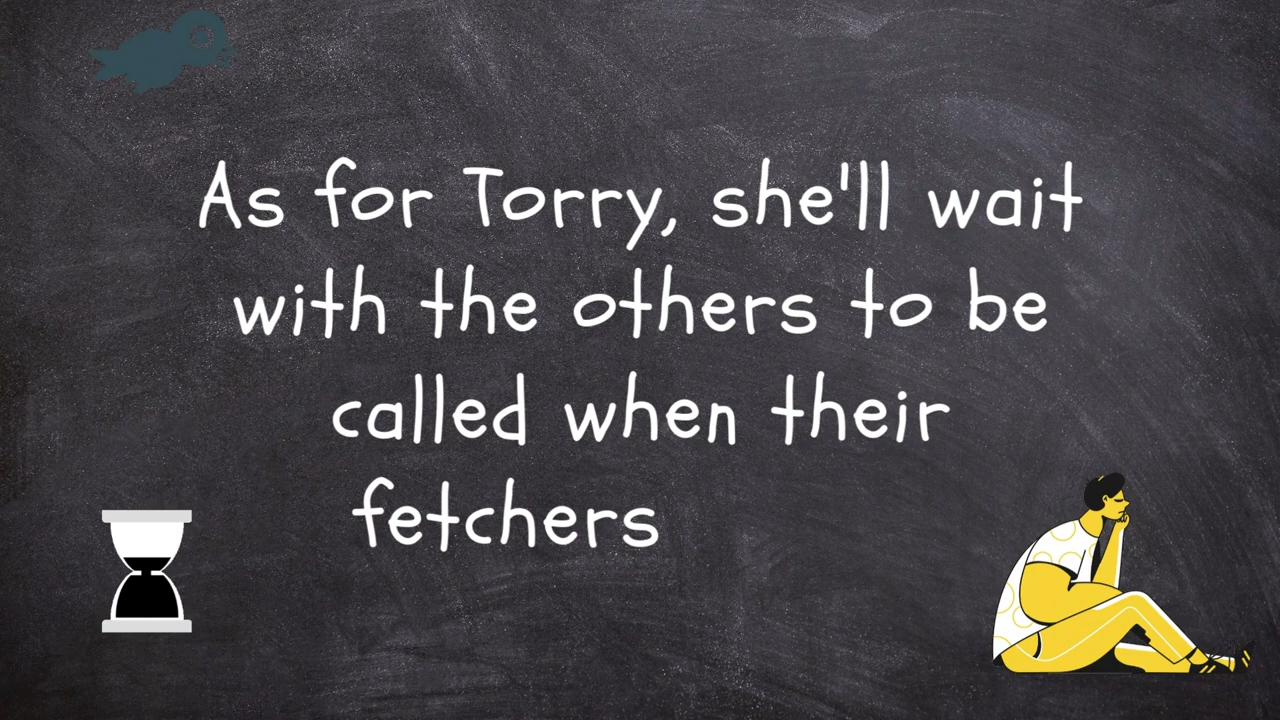 As for Torry, she'll wait
with the others to be
called when their
fetchers